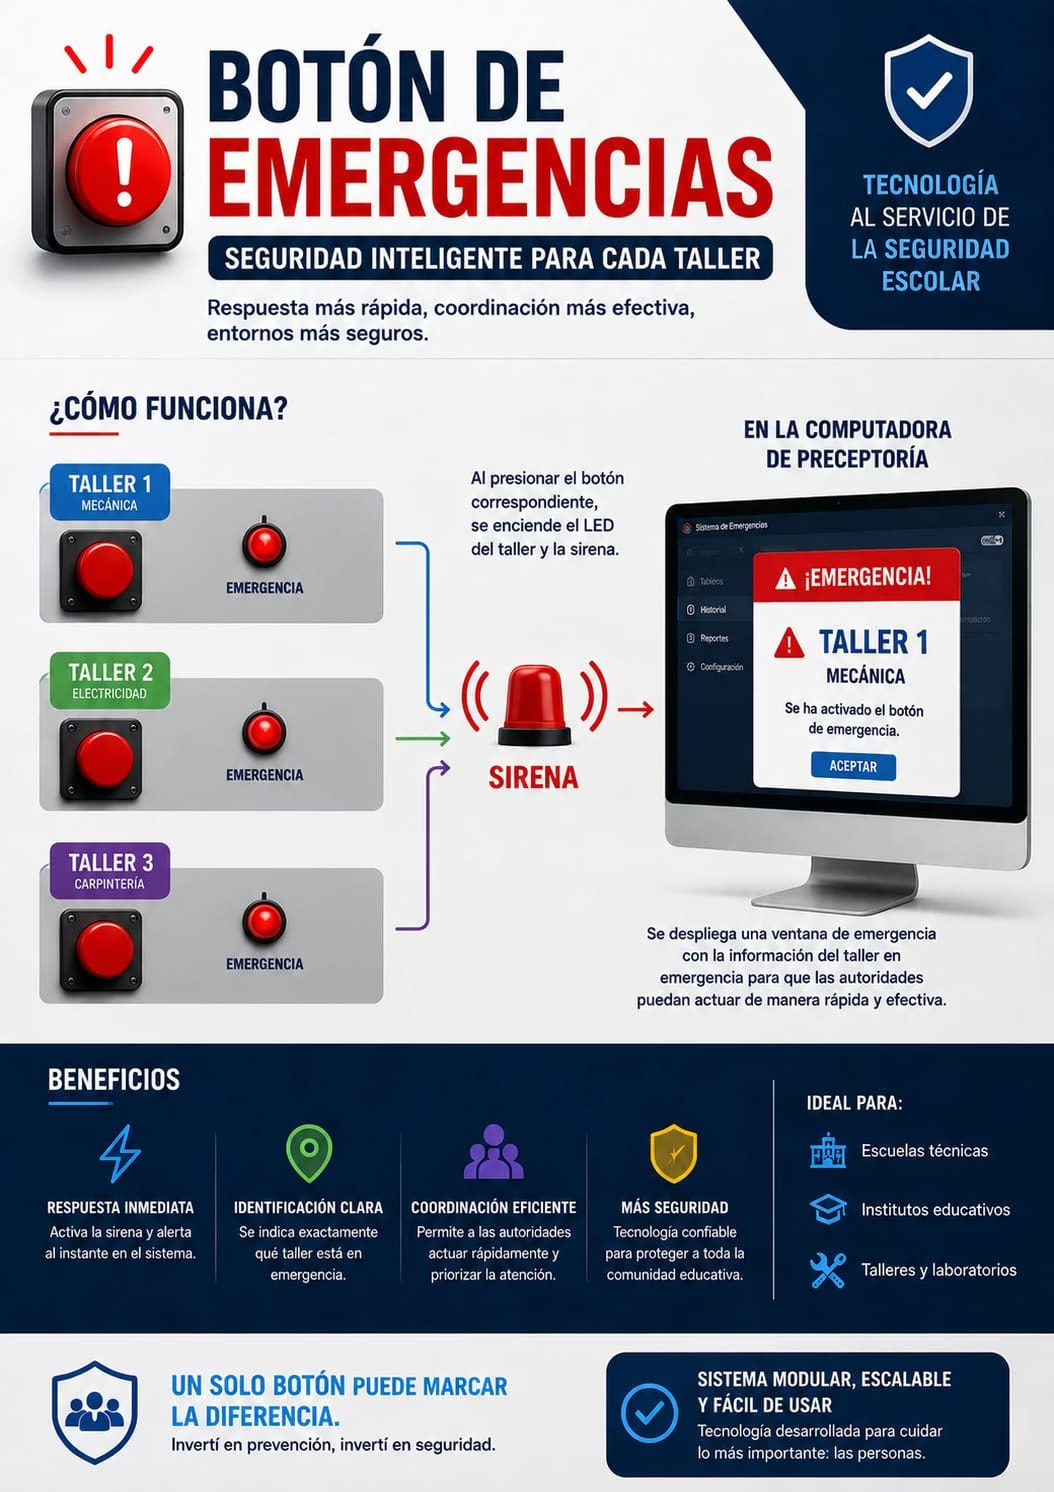 BOTÓN DE
EMERGENCIAS
SEGURIDAD INTELIGENTE PARA CADA TALLER
Respuesta más rápida, coordinación más efectiva,
entornos más seguros.
TECNOLOGÍA
AL SERVICIO DE
LA SEGURIDAD
ESCOLAR
¿CÓMO FUNCIONA?
TALLER 1
MECÁNICA
EMERGENCIA
TALLER 2
ELECTRICIDAD
EMERGENCIA
TALLER 3
CARPINTERÍA
EMERGENCIA
Al presionar el botón
correspondiente,
se enciende el LED
del taller y la sirena.
SIRENA
EN LA COMPUTADORA
DE PRECEPTORÍA
Sistema de Emergencias
Historial
Reportes
Configuración
¡EMERGENCIA!
TALLER 1
MECÁNICA
Se ha activado el botón
de emergencia.
ACEPTAR
Se despliega una ventana de emergencia
con la información del taller en
emergencia para que las autoridades
puedan actuar de manera rápida y efectiva.
BENEFICIOS
RESPUESTA INMEDIATA
Activa la sirena y alerta
al instante en el sistema.
IDENTIFICACIÓN CLARA
Se indica exactamente
qué taller está en
emergencia.
COORDINACIÓN EFICIENTE
Permite a las autoridades
actuar rápidamente y
priorizar la atención.
MÁS SEGURIDAD
Tecnología confiable
para proteger a toda la
comunidad educativa.
IDEAL PARA:
Escuelas técnicas
Institutos educativos
Talleres y laboratorios
UN SOLO BOTÓN PUEDE MARCAR
LA DIFERENCIA.
Invertí en prevención, invertí en seguridad.
SISTEMA MODULAR, ESCALABLE
Y FÁCIL DE USAR
Tecnología desarrollada para cuidar
lo más importante: las personas.